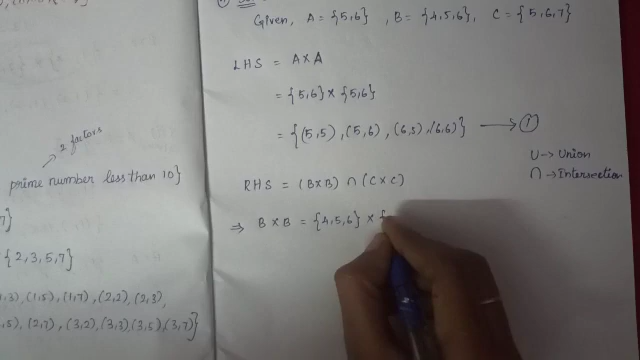 Given, A = {5,6} , B = {4,5,6}, C = {5,6,7}
LHS = A×A
= {5,6} × {5,6}
= {(5,5), (5,6), (6,5), (6,6)} → ①
RHS = (B×B) ∩ (C×C)
⇒ B×B = {4,5,6} × {
U → Union
∩ → Intersection
2 factors
prime number less than 10}
7}
= {2,3,5,7}
,3), (1,5), (1,7), (2,2), (2,3),
,5), (2,7), (3,2), (3,3) (3,5) (3,7)}